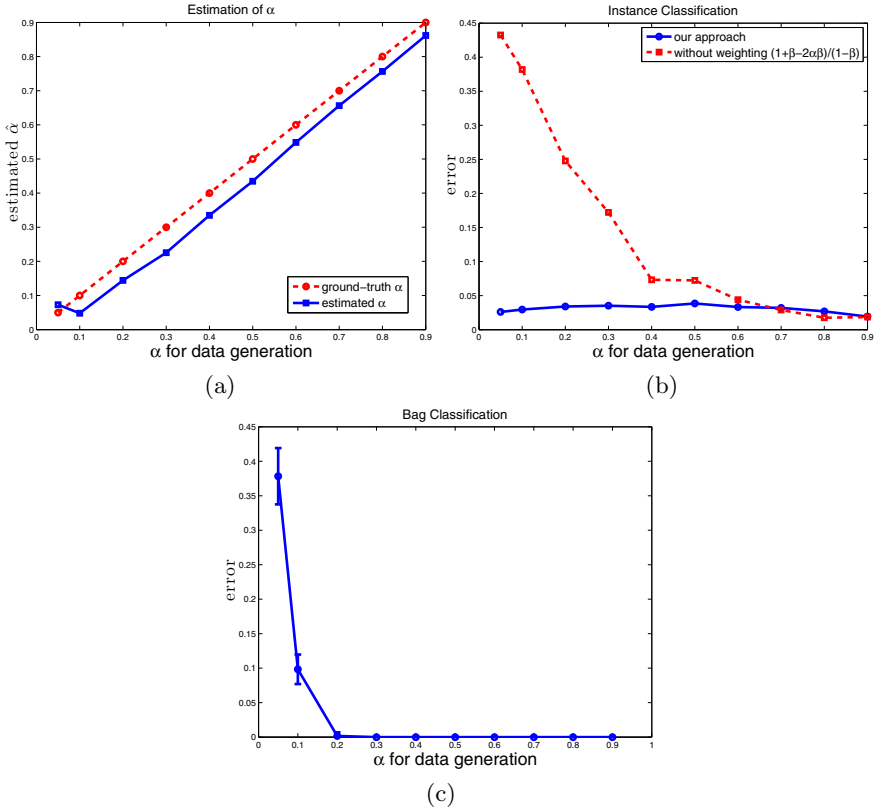 Estimation of α
0.9
0.8
0.7
0.6
0.5
0.4
0.3
0.2
0.1
0
estimated α̂
ground−truth α
estimated α
0 0.1 0.2 0.3 0.4 0.5 0.6 0.7 0.8 0.9
α for data generation
(a)
Instance Classification
0.45
0.4
0.35
0.3
0.25
0.2
0.15
0.1
0.05
0
error
our approach
without weighting (1+β−2αβ)/(1−β)
0 0.1 0.2 0.3 0.4 0.5 0.6 0.7 0.8 0.9
α for data generation
(b)
Bag Classification
0.45
0.4
0.35
0.3
0.25
0.2
0.15
0.1
0.05
0
error
0 0.1 0.2 0.3 0.4 0.5 0.6 0.7 0.8 0.9 1
α for data generation
(c)